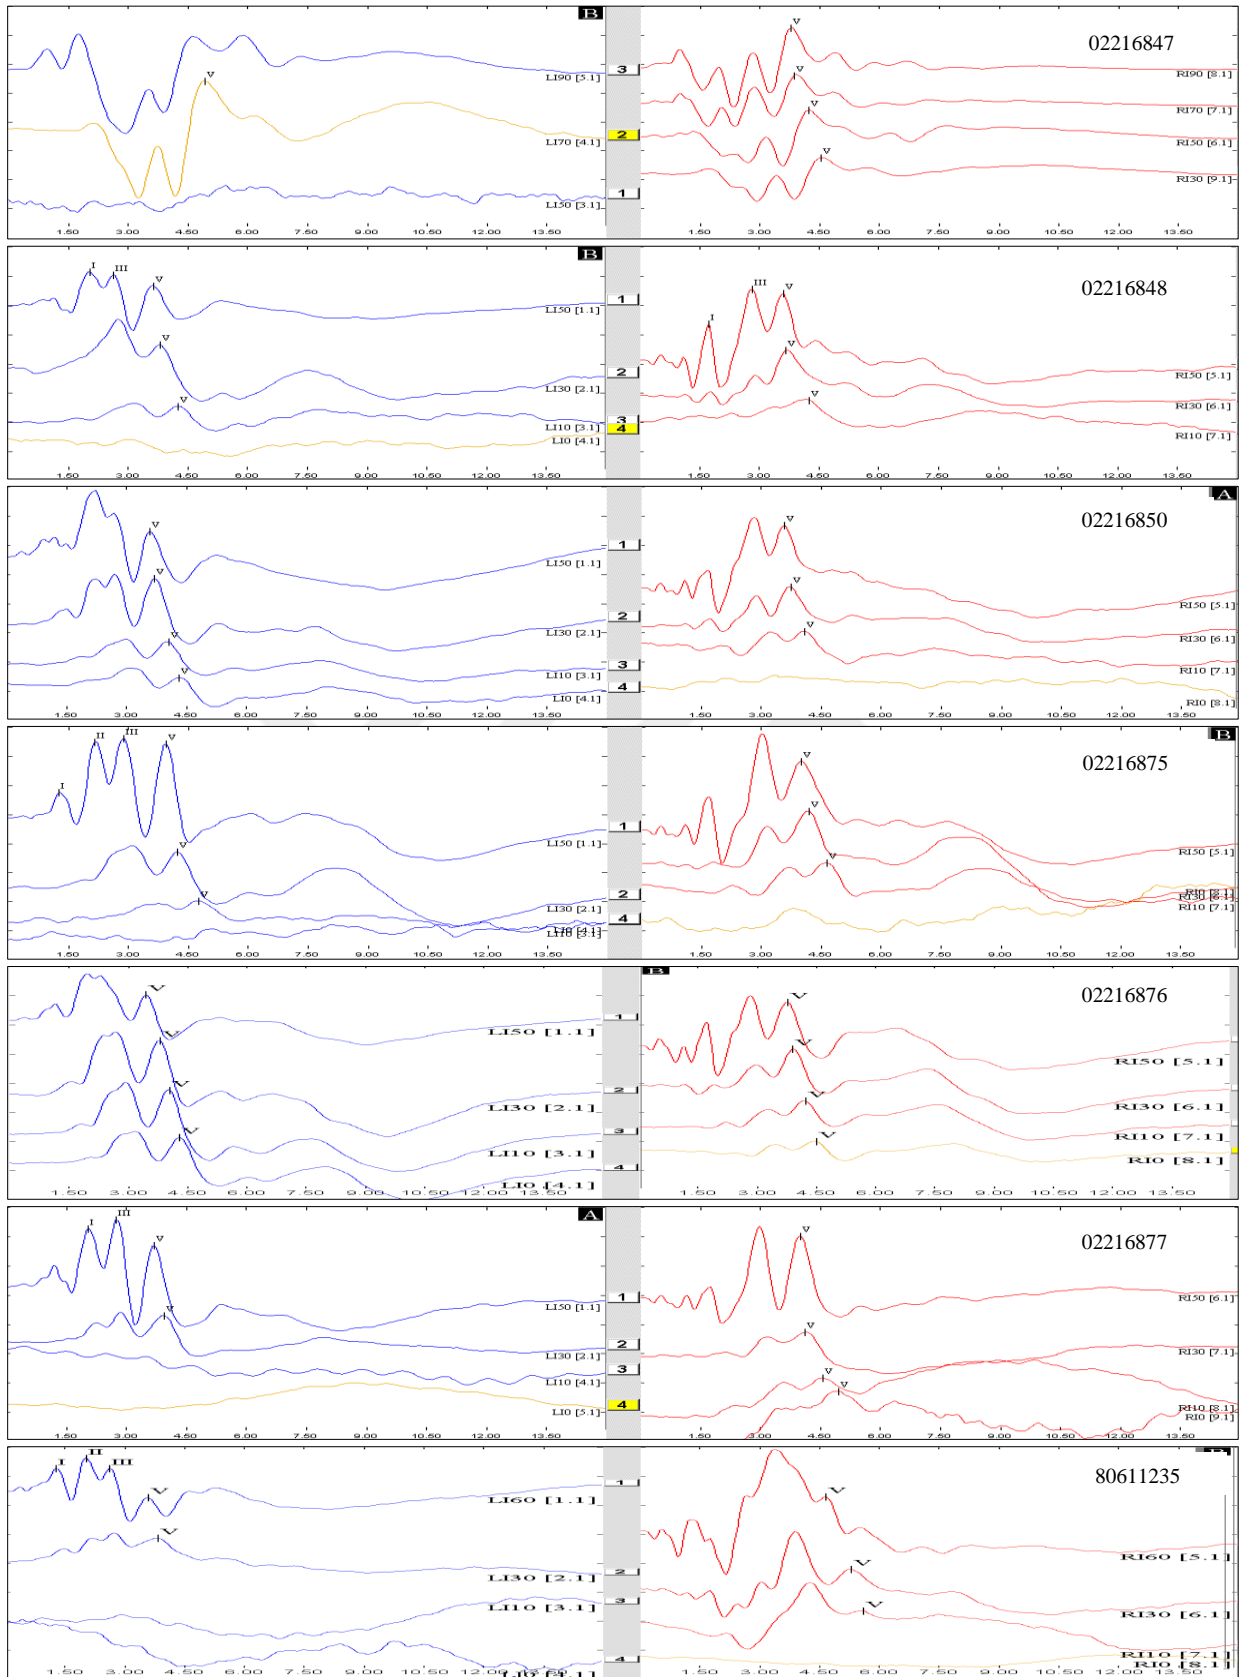 B
V
LI90 [5.1]
V
LI70 [4.1]
LI50 [3.1]
3
2
1
1.50 3.00 4.50 6.00 7.50 9.00 10.50 12.00 13.50
02216847
V
RI90 [8.1]
V
RI70 [7.1]
V
RI50 [6.1]
V
RI30 [9.1]
1.50 3.00 4.50 6.00 7.50 9.00 10.50 12.00 13.50
B
I III V
LI50 [1.1]
V
LI30 [2.1]
V
LI10 [3.1]
LI0 [4.1]
1
2
3
4
1.50 3.00 4.50 6.00 7.50 9.00 10.50 12.00 13.50
02216848
I III V
RI50 [5.1]
V
RI30 [6.1]
V
RI10 [7.1]
1.50 3.00 4.50 6.00 7.50 9.00 10.50 12.00 13.50
V
LI50 [1.1]
V
LI30 [2.1]
V
LI10 [3.1]
V
LI0 [4.1]
1
2
3
4
1.50 3.00 4.50 6.00 7.50 9.00 10.50 12.00 13.50
A
02216850
V
RI50 [5.1]
V
RI30 [6.1]
V
RI10 [7.1]
RI0 [8.1]
1.50 3.00 4.50 6.00 7.50 9.00 10.50 12.00 13.50
I II III V
LI50 [1.1]
V
LI30 [2.1]
V
LI0 [4.1]
LI10 [3.1]
1
2
4
1.50 3.00 4.50 6.00 7.50 9.00 10.50 12.00 13.50
B
02216875
V
RI50 [5.1]
V
RI0 [8.1]
RI30 [6.1]
V
RI10 [7.1]
1.50 3.00 4.50 6.00 7.50 9.00 10.50 12.00 13.50
V
LI50 [1.1]
V
LI30 [2.1]
V
LI10 [3.1]
V
LI0 [4.1]
1
2
3
4
1.50 3.00 4.50 6.00 7.50 9.00 10.50 12.00 13.50
B
02216876
V
RI50 [5.1]
V
RI30 [6.1]
V
RI10 [7.1]
V
RI0 [8.1]
1.50 3.00 4.50 6.00 7.50 9.00 10.50 12.00 13.50
A
I III V
LI50 [1.1]
V
LI30 [2.1]
LI10 [4.1]
LI0 [5.1]
1
2
3
4
1.50 3.00 4.50 6.00 7.50 9.00 10.50 12.00 13.50
02216877
V
RI50 [6.1]
V
RI30 [7.1]
V
RI10 [8.1]
V
RI0 [9.1]
1.50 3.00 4.50 6.00 7.50 9.00 10.50 12.00 13.50
I II III V
LI60 [1.1]
V
LI30 [2.1]
LI10 [3.1]
1
2
3
4
1.50 3.00 4.50 6.00 7.50 9.00 10.50 12.00
80611235
V
RI60 [5.1]
V
RI30 [6.1]
V
RI10 [7.1]
RI0 [8.1]
1.50 3.00 4.50 6.00 7.50 9.00 10.50 12.00 13.50